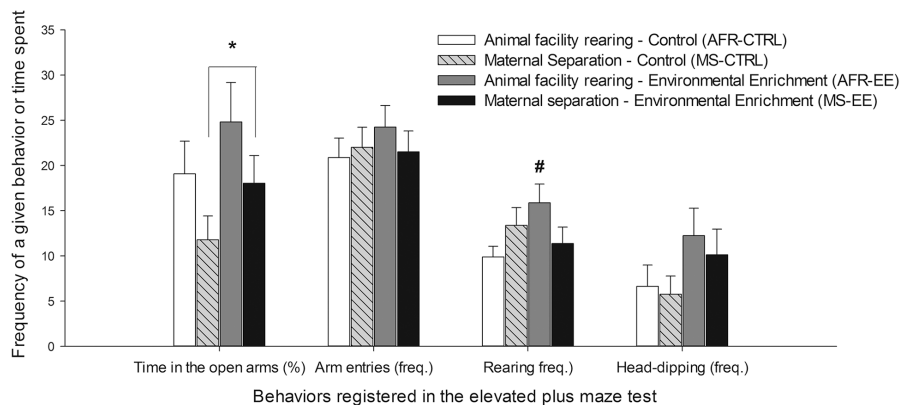 Frequency of a given behavior or time spent
35
30
25
20
15
10
5
0
*
#
Animal facility rearing - Control (AFR-CTRL)
Maternal Separation - Control (MS-CTRL)
Animal facility rearing - Environmental Enrichment (AFR-EE)
Maternal separation - Environmental Enrichment (MS-EE)
Time in the open arms (%) Arm entries (freq.) Rearing freq.) Head-dipping (freq.)
Behaviors registered in the elevated plus maze test